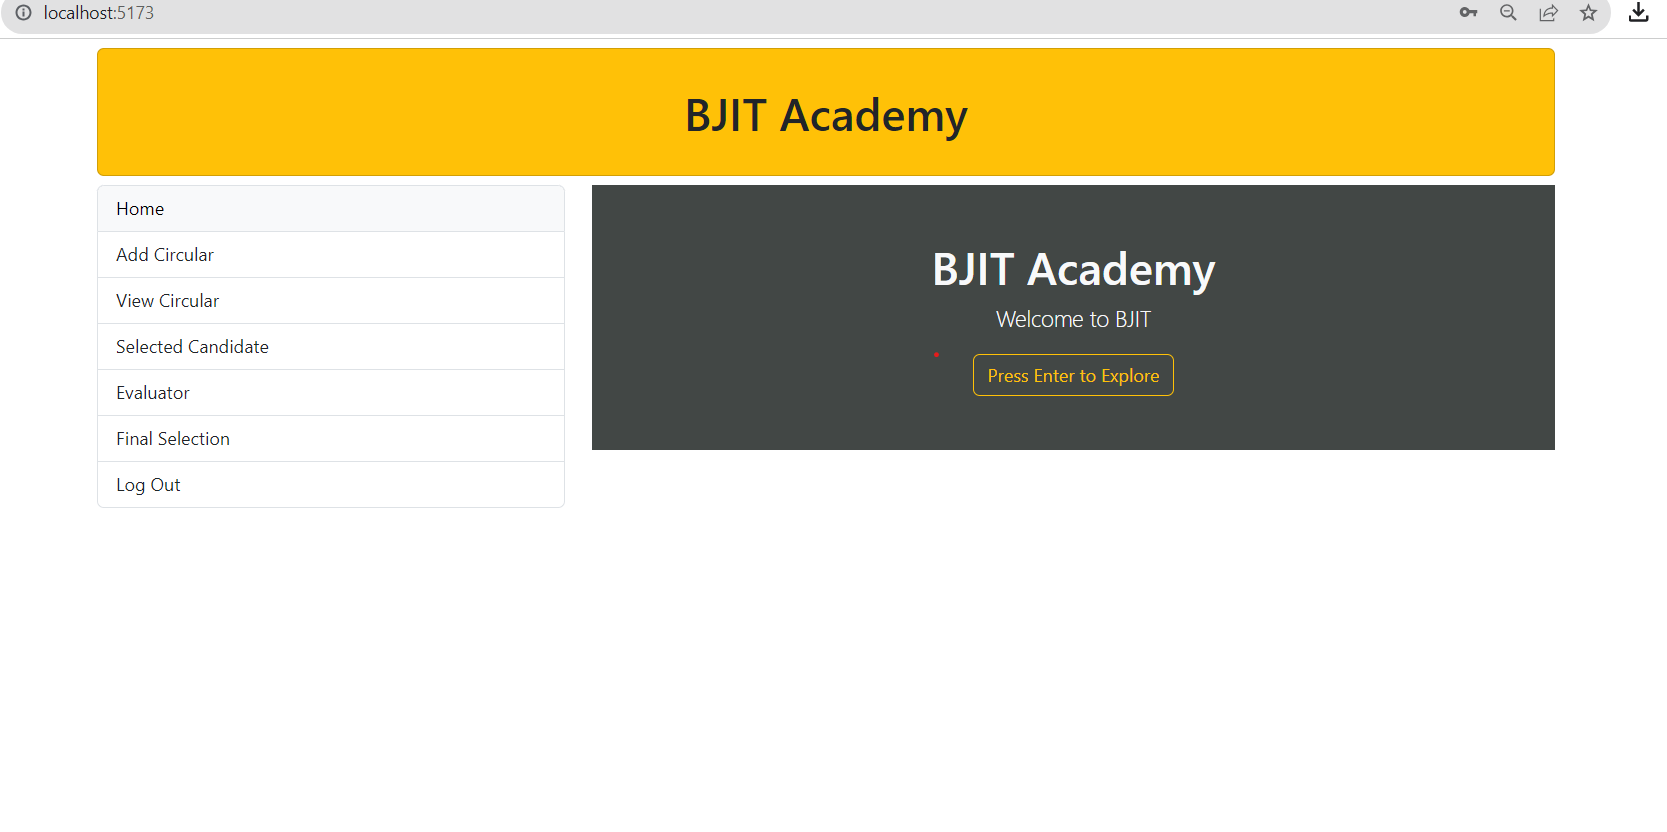 localhost:5173
BJIT Academy
Home
Add Circular
View Circular
Selected Candidate
Evaluator
Final Selection
Log Out
BJIT Academy
Welcome to BJIT
Press Enter to Explore